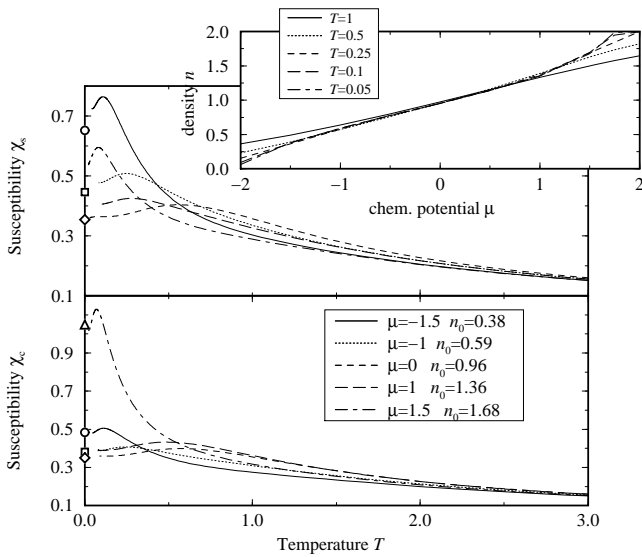 T=1
T=0.5
T=0.25
T=0.1
T=0.05
density n
2.0
1.5
1.0
0.5
0.0
−2
−1
0
1
2
chem. potential μ
Susceptibility χs
0.7
0.5
0.3
0.1
Susceptibility χc
1.1
0.9
0.7
0.5
0.3
0.1
μ=−1.5 n0=0.38
μ=−1 n0=0.59
μ=0 n0=0.96
μ=1 n0=1.36
μ=1.5 n0=1.68
0.0
1.0
2.0
3.0
Temperature T